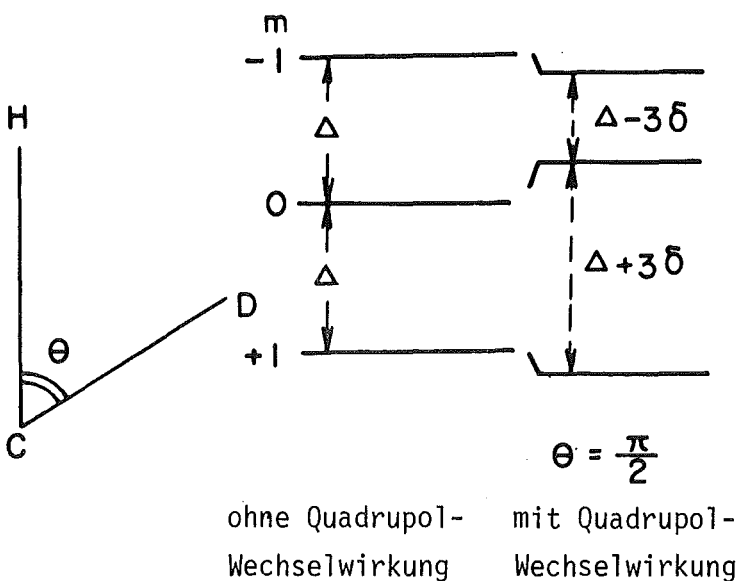 m
-1
Δ
Δ-3δ
H
0
Δ
Δ+3δ
D
θ
+1
C
θ = π/2
ohne Quadrupol- mit Quadrupol-
Wechselwirkung Wechselwirkung